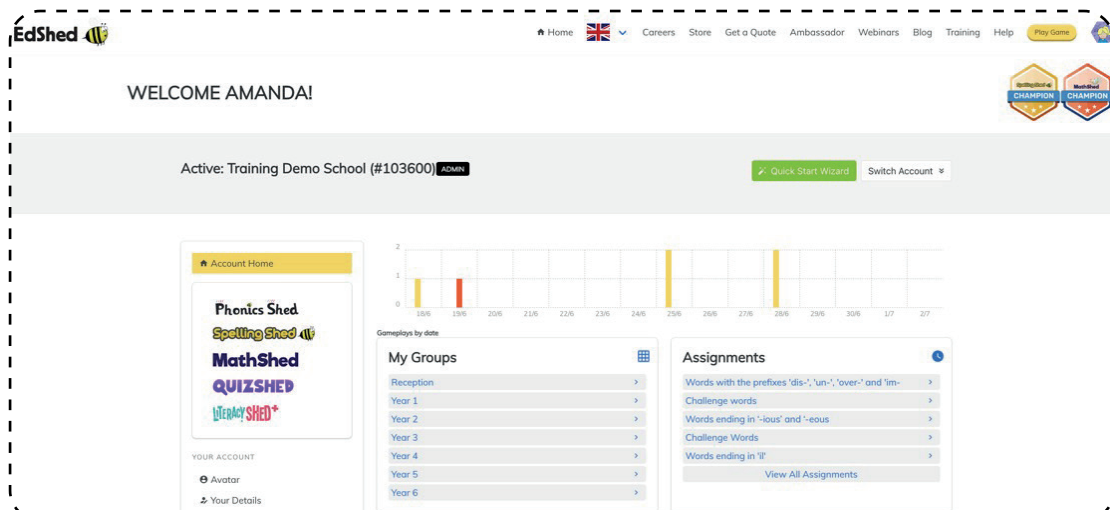 EdShed
Home Careers Store Get a Quote Ambassador Webinars Blog Training Help Play Game
WELCOME AMANDA!
Spelling Shed CHAMPION
MathShed CHAMPION
Active: Training Demo School (#103600) ADMIN
Quick Start Wizard
Switch Account
Account Home
Phonics Shed
Spelling Shed
MathShed
QUIZSHED
LITERACY SHED+
YOUR ACCOUNT
Avatar
Your Details
2
1
0
18/6 19/6 20/6 21/6 22/6 23/6 24/6 25/6 26/6 27/6 28/6 29/6 30/6 1/7 2/7
Gameplays by date
My Groups
Reception
Year 1
Year 2
Year 3
Year 4
Year 5
Year 6
Assignments
Words with the prefixes 'dis-', 'un-', 'over-' and 'im-
Challenge words
Words ending in '-ious' and '-eous
Challenge Words
Words ending in 'il'
View All Assignments